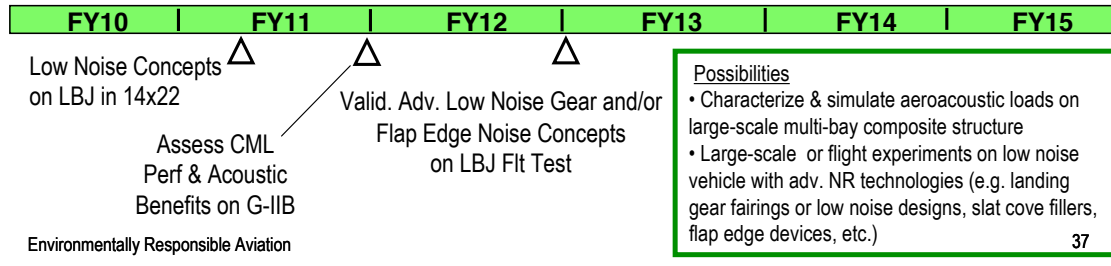 FY10 | FY11 | FY12 | FY13 | FY14 | FY15
Low Noise Concepts
on LBJ in 14x22
Assess CML
Perf & Acoustic
Benefits on G-IIB
Valid. Adv. Low Noise Gear and/or
Flap Edge Noise Concepts
on LBJ Flt Test
Possibilities
• Characterize & simulate aeroacoustic loads on
large-scale multi-bay composite structure
• Large-scale or flight experiments on low noise
vehicle with adv. NR technologies (e.g. landing
gear fairings or low noise designs, slat cove fillers,
flap edge devices, etc.)
Environmentally Responsible Aviation
37